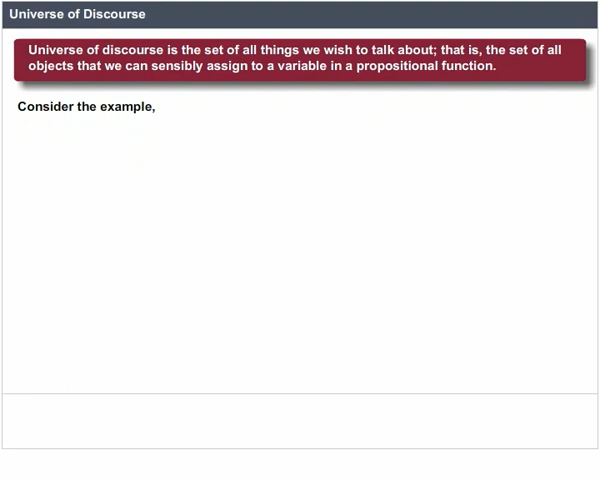 Universe of Discourse
Universe of discourse is the set of all things we wish to talk about; that is, the set of all
objects that we can sensibly assign to a variable in a propositional function.
Consider the example,